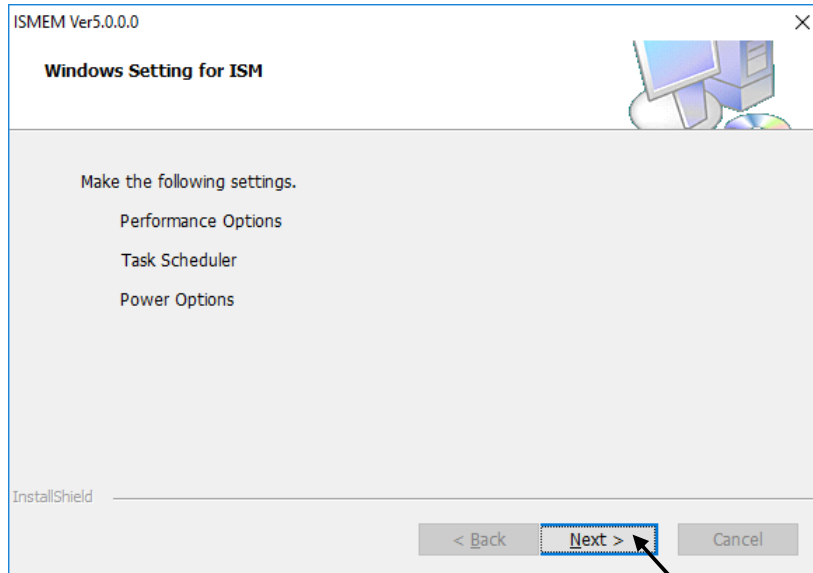 ISMEM Ver5.0.0.0
Windows Setting for ISM
Make the following settings.
Performance Options
Task Scheduler
Power Options
InstallShield
< Back Next > Cancel